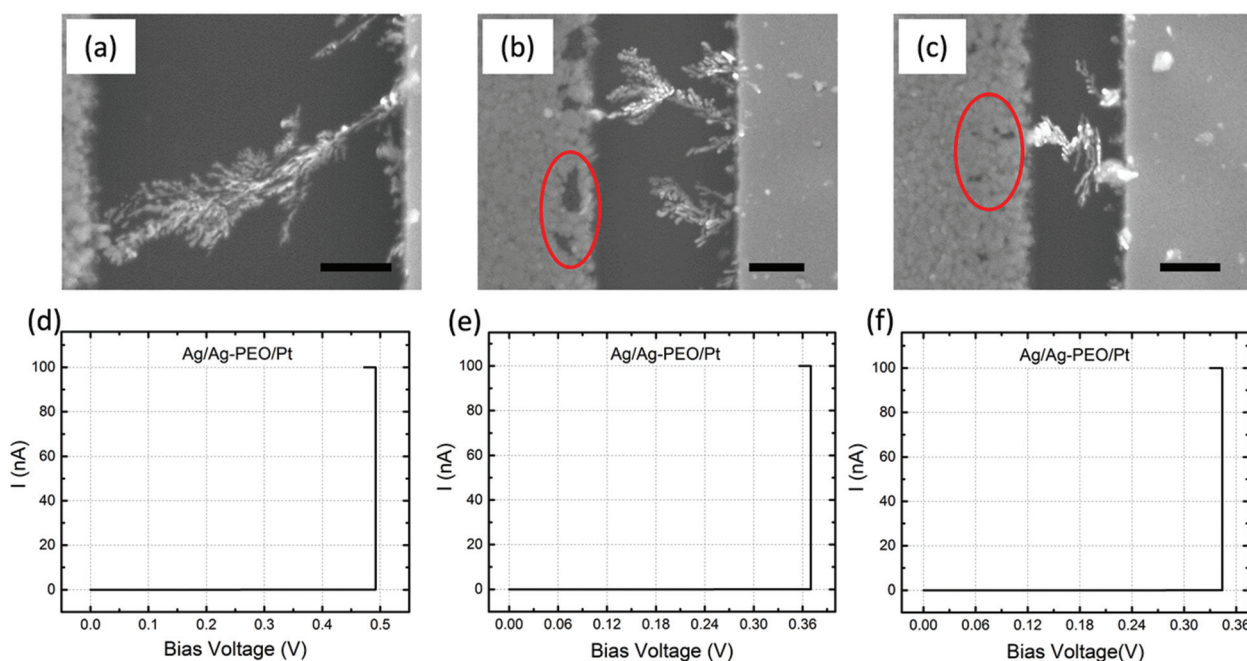 (a)
(b)
(c)
(d)
Ag/Ag-PEO/Pt
100
80
60
40
20
0
I (nA)
0.0 0.1 0.2 0.3 0.4 0.5
Bias Voltage (V)
(e)
Ag/Ag-PEO/Pt
100
80
60
40
20
0
I (nA)
0.00 0.06 0.12 0.18 0.24 0.30 0.36
Bias Voltage (V)
(f)
Ag/Ag-PEO/Pt
100
80
60
40
20
0
I (nA)
0.00 0.06 0.12 0.18 0.24 0.30 0.36
Bias Voltage(V)